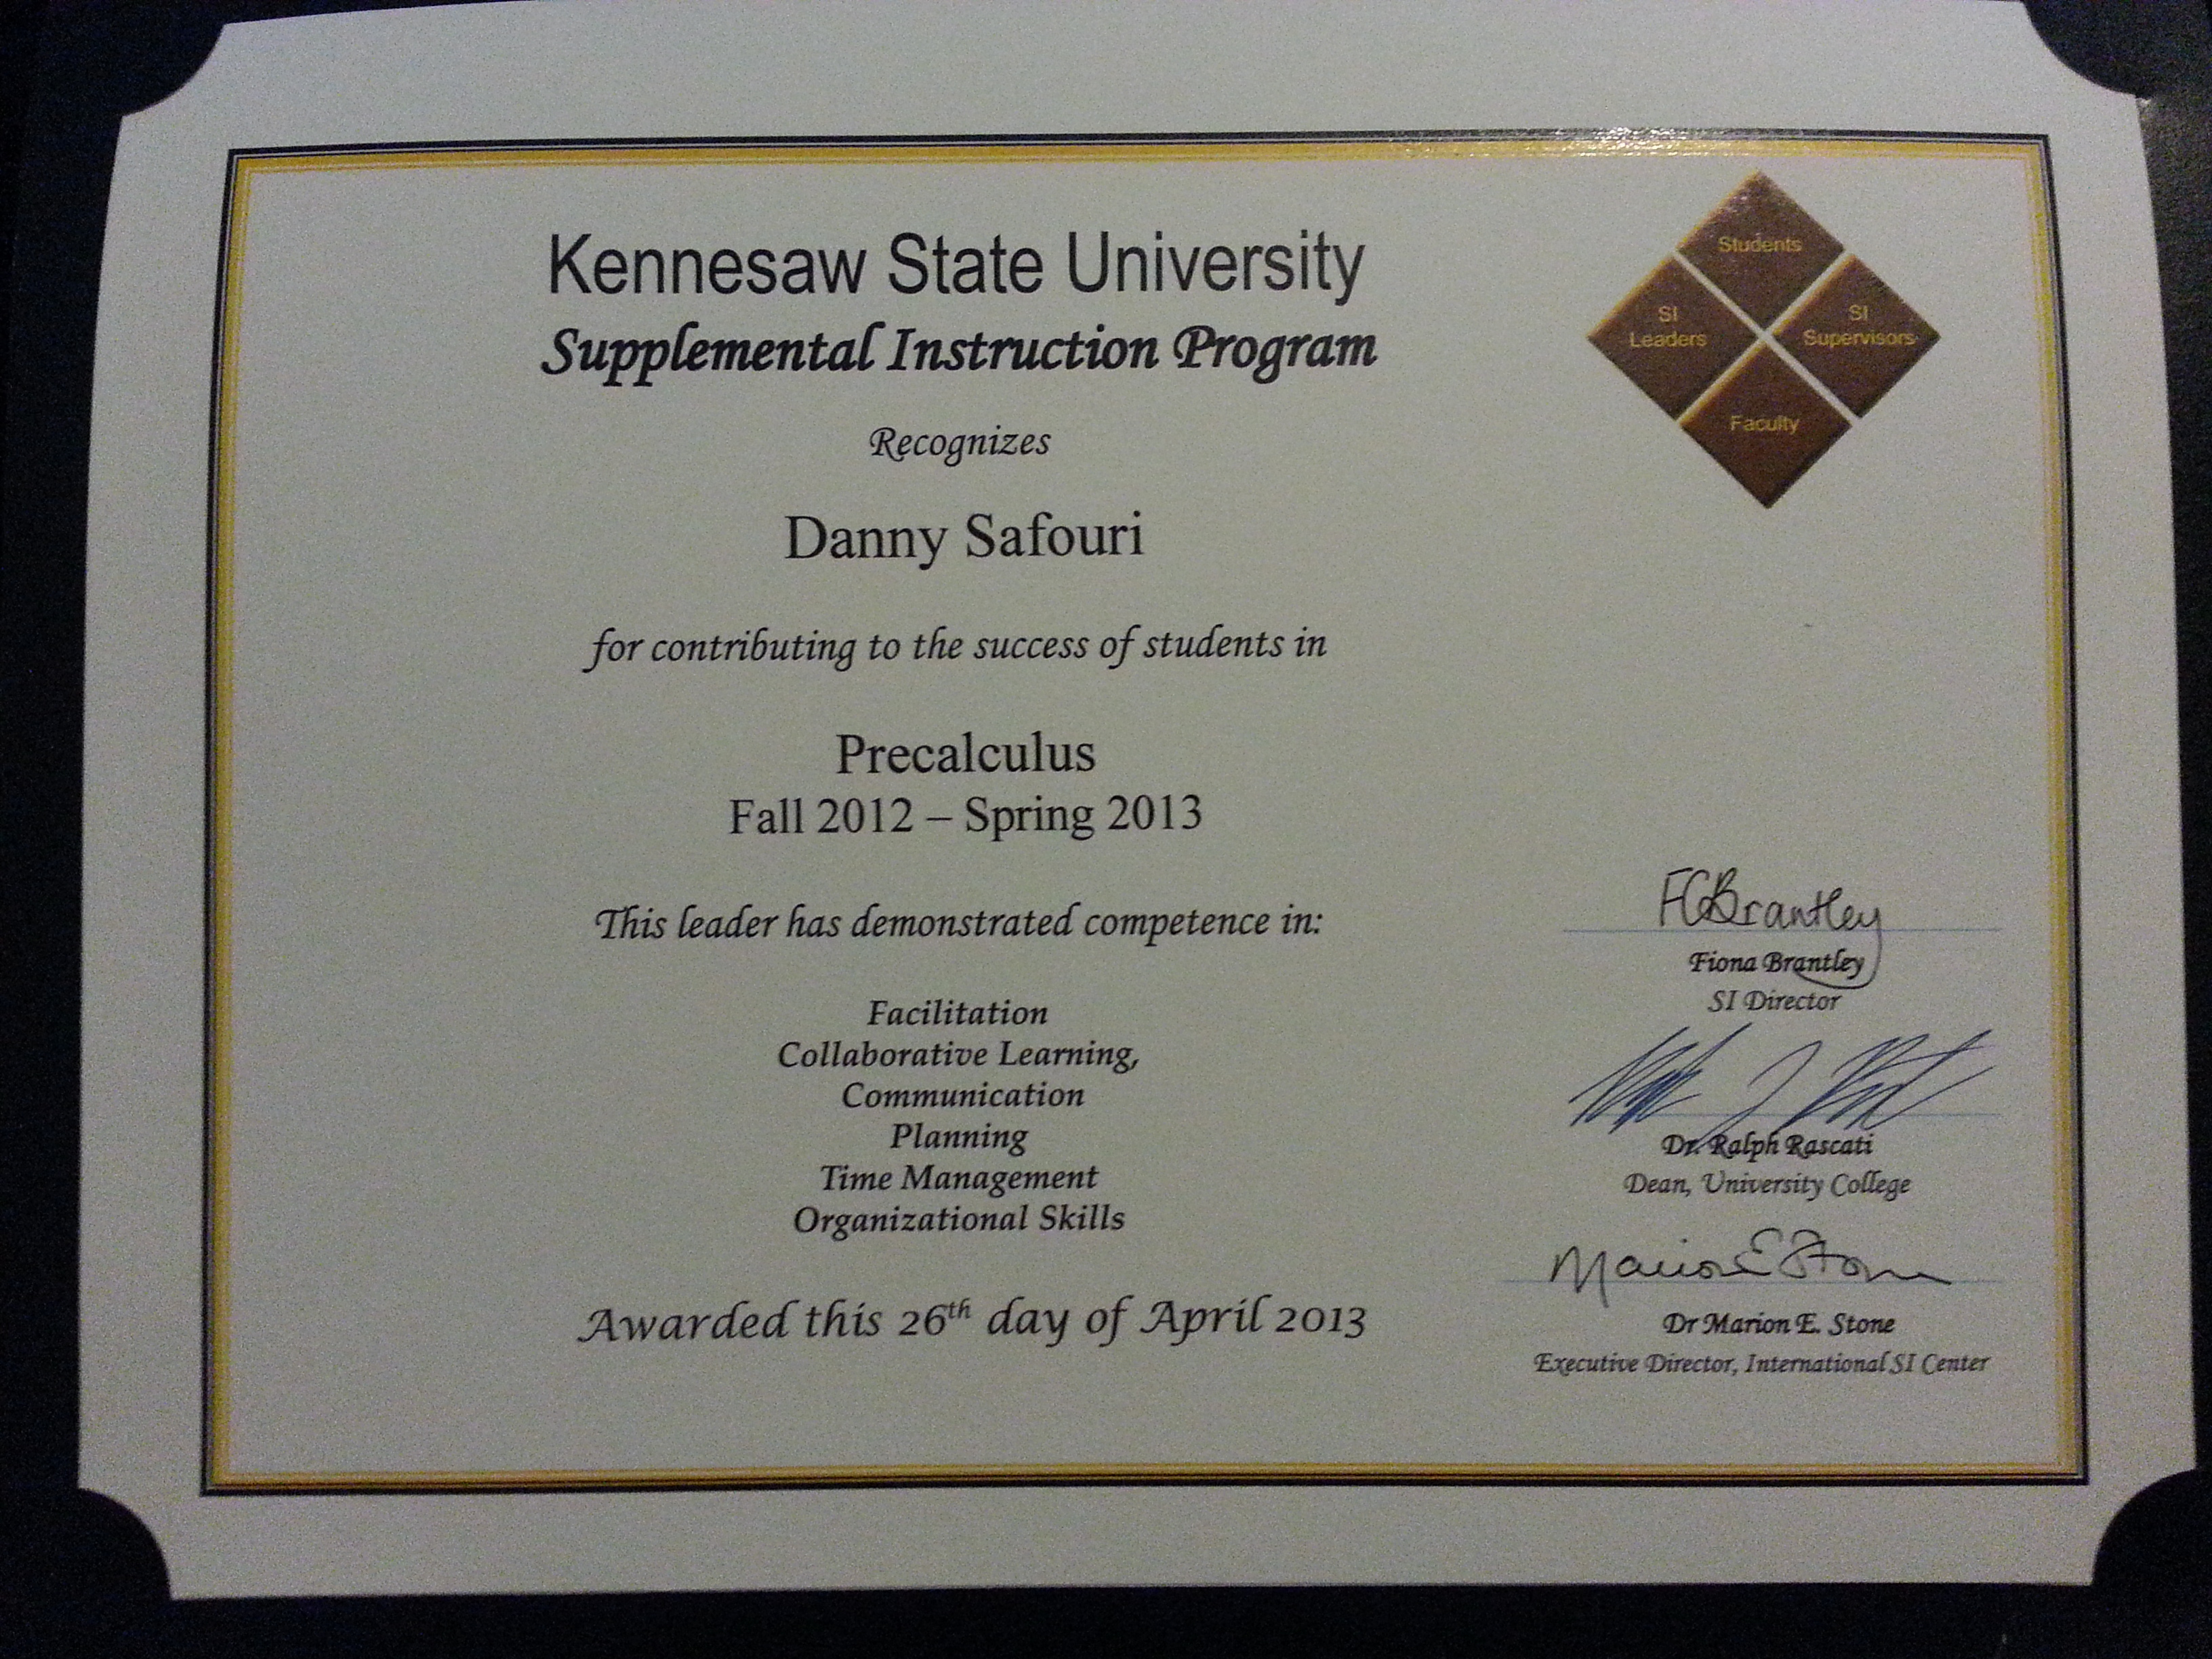 Kennesaw State University
Supplemental Instruction Program
Recognizes
Danny Safouri
for contributing to the success of students in
Precalculus
Fall 2012 – Spring 2013
This leader has demonstrated competence in:
Facilitation
Collaborative Learning,
Communication
Planning
Time Management
Organizational Skills
Awarded this 26th day of April 2013
Students
SI
Leaders
SI
Supervisors
Faculty
FCBrantley
Fiona Brantley
SI Director
Dr. Ralph Rascati
Dean, University College
Marion E Stone
Dr Marion E. Stone
Executive Director, International SI Center